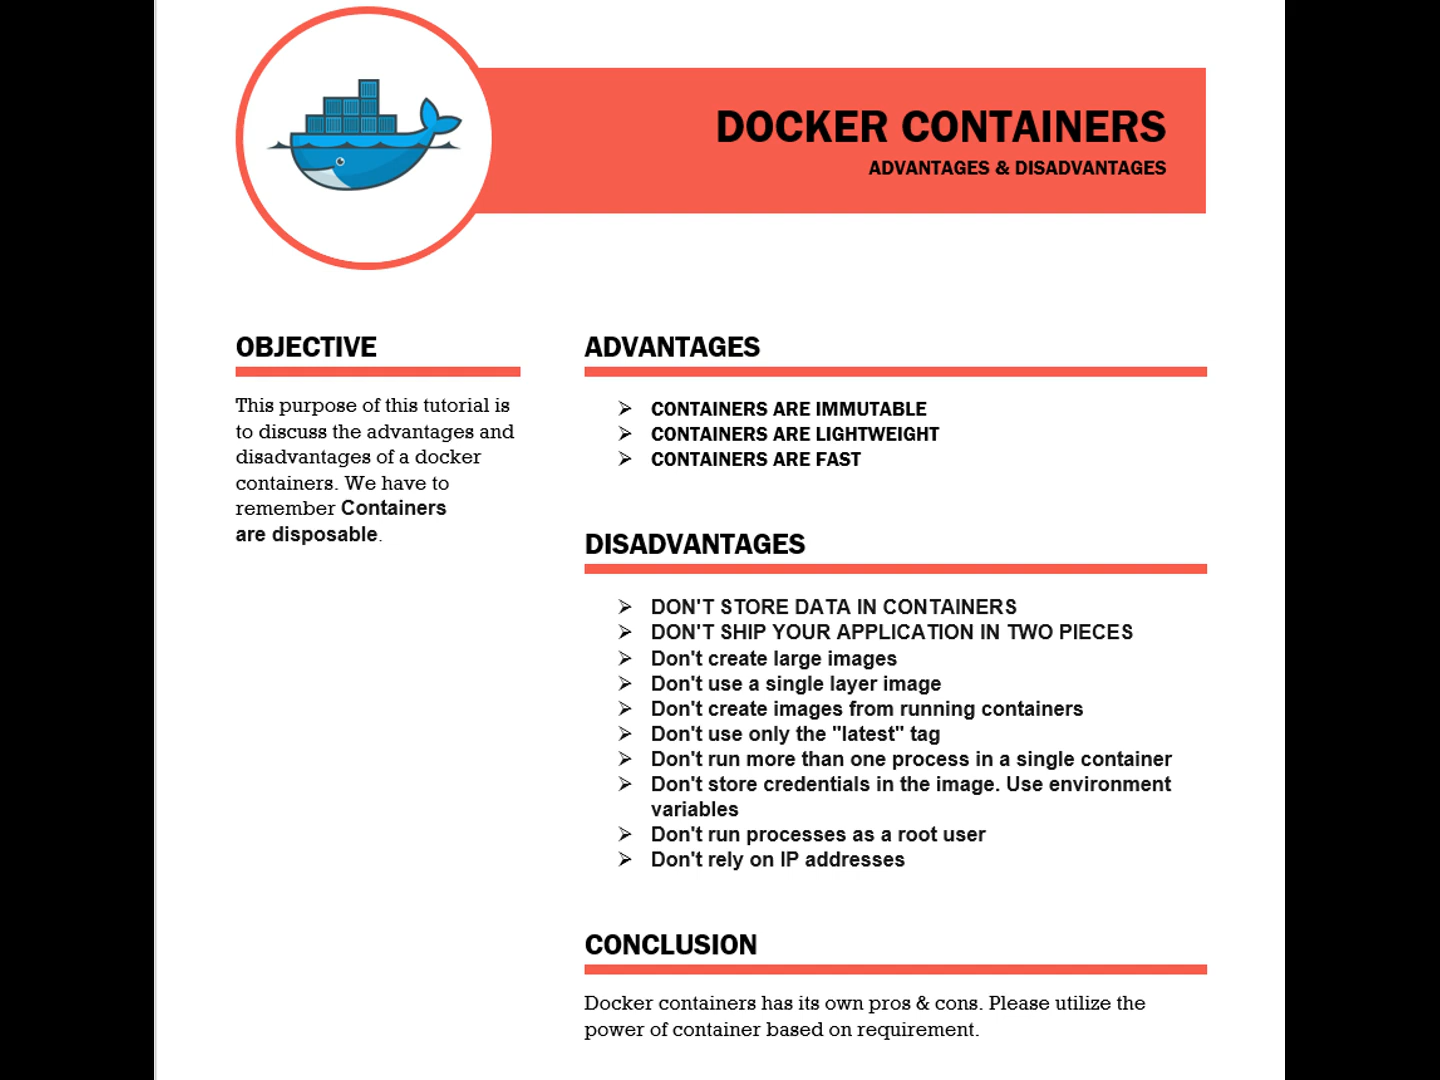 DOCKER CONTAINERS
ADVANTAGES & DISADVANTAGES
OBJECTIVE
This purpose of this tutorial is
to discuss the advantages and
disadvantages of a docker
containers. We have to
remember Containers
are disposable.
ADVANTAGES
CONTAINERS ARE IMMUTABLE
CONTAINERS ARE LIGHTWEIGHT
CONTAINERS ARE FAST
DISADVANTAGES
DON'T STORE DATA IN CONTAINERS
DON'T SHIP YOUR APPLICATION IN TWO PIECES
Don't create large images
Don't use a single layer image
Don't create images from running containers
Don't use only the "latest" tag
Don't run more than one process in a single container
Don't store credentials in the image. Use environment
variables
Don't run processes as a root user
Don't rely on IP addresses
CONCLUSION
Docker containers has its own pros & cons. Please utilize the
power of container based on requirement.